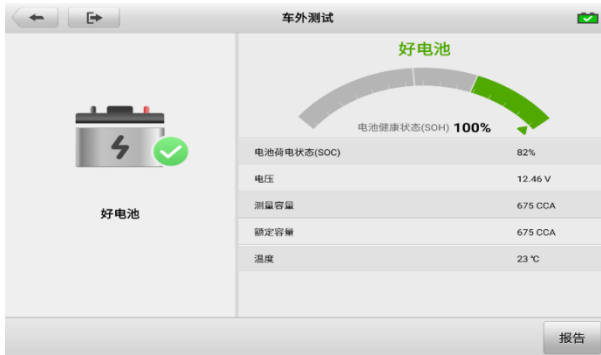 车外测试
好电池
好电池
电池健康状态(SOH) 100%
电池荷电状态(SOC) 82%
电压 12.46 V
测量容量 675 CCA
额定容量 675 CCA
温度 23 ℃
报告